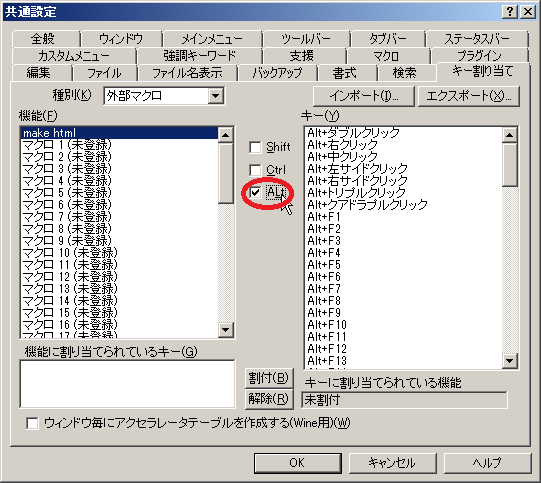 共通設定
全般 ウィンドウ メインメニュー ツールバー タブバー ステータスバー
カスタムメニュー 強調キーワード 支援 マクロ プラグイン
編集 ファイル ファイル名表示 バックアップ 書式 検索 キー割り当て
種別(K) 外部マクロ インポート(I)... エクスポート(X)...
機能(F)
make html
マクロ 1 (未登録)
マクロ 2 (未登録)
マクロ 3 (未登録)
マクロ 4 (未登録)
マクロ 5 (未登録)
マクロ 6 (未登録)
マクロ 7 (未登録)
マクロ 8 (未登録)
マクロ 9 (未登録)
マクロ 10 (未登録)
マクロ 11 (未登録)
マクロ 12 (未登録)
マクロ 13 (未登録)
マクロ 14 (未登録)
マクロ 15 (未登録)
マクロ 16 (未登録)
マクロ 17 (未登録)
Shift
Ctrl
Alt
キー(Y)
Alt+ダブルクリック
Alt+右クリック
Alt+中クリック
Alt+左サイドクリック
Alt+右サイドクリック
Alt+トリプルクリック
Alt+クアドラプルクリック
Alt+F1
Alt+F2
Alt+F3
Alt+F4
Alt+F5
Alt+F6
Alt+F7
Alt+F8
Alt+F9
Alt+F10
Alt+F11
Alt+F12
Alt+F13
機能に割り当てられているキー(G)
割付(B)
解除(R)
キーに割り当てられている機能
未割付
ウィンドウ毎にアクセラレータテーブルを作成する(Wine用)(W)
OK キャンセル ヘルプ